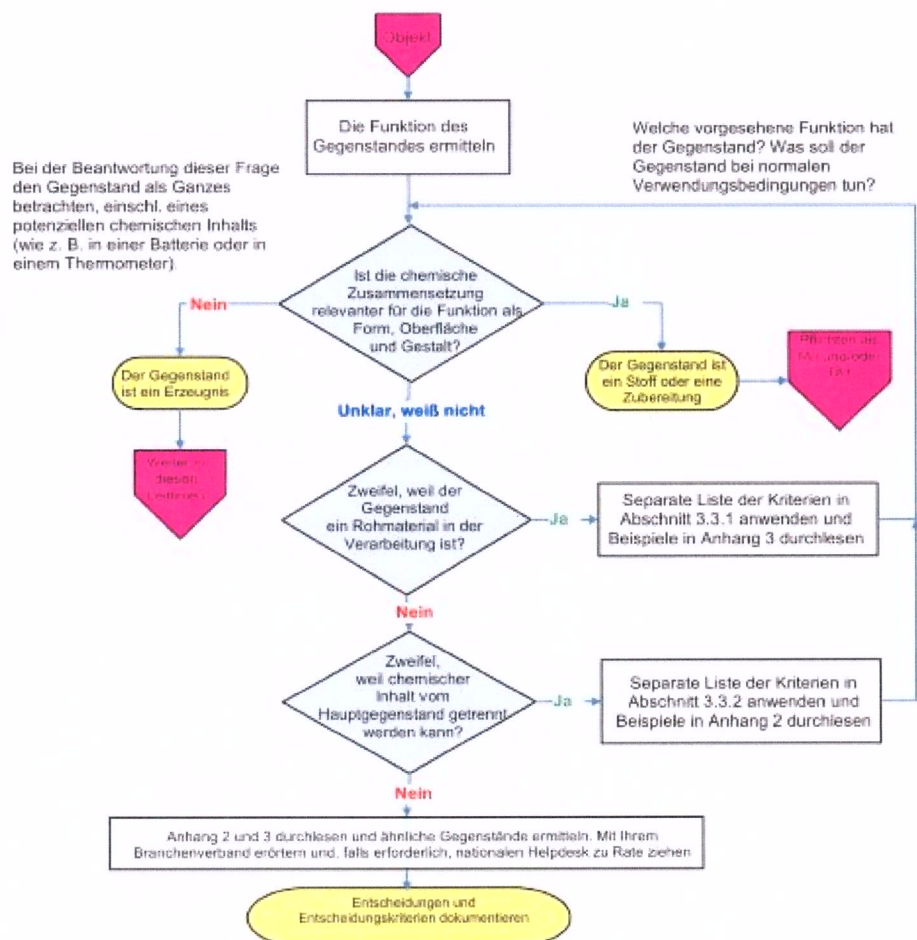 Objekt
Die Funktion des
Gegenstandes ermitteln
Welche vorgesehene Funktion hat
der Gegenstand? Was soll der
Gegenstand bei normalen
Verwendungsbedingungen tun?
Bei der Beantwortung dieser Frage
den Gegenstand als Ganzes
betrachten, einschl. eines
potenziellen chemischen Inhalts
(wie z. B. in einer Batterie oder in
einem Thermometer).
Ist die chemische
Zusammensetzung
relevanter für die Funktion als
Form, Oberfläche
und Gestalt?
Nein
Ja
Der Gegenstand
ist ein Erzeugnis
Der Gegenstand ist
ein Stoff oder eine
Zubereitung
Pflichten als
Unklar, weiß nicht
diesem
Zweifel, weil der
Gegenstand
ein Rohmaterial in der
Verarbeitung ist?
Ja
Separate Liste der Kriterien in
Abschnitt 3.3.1 anwenden und
Beispiele in Anhang 3 durchlesen
Nein
Zweifel,
weil chemischer
Inhalt vom
Hauptgegenstand getrennt
werden kann?
Ja
Separate Liste der Kriterien in
Abschnitt 3.3.2 anwenden und
Beispiele in Anhang 2 durchlesen
Nein
Anhang 2 und 3 durchlesen und ähnliche Gegenstände ermitteln. Mit Ihrem
Branchenverband erörtern und, falls erforderlich, nationalen Helpdesk zu Rate ziehen
Entscheidungen und
Entscheidungskriterien dokumentieren